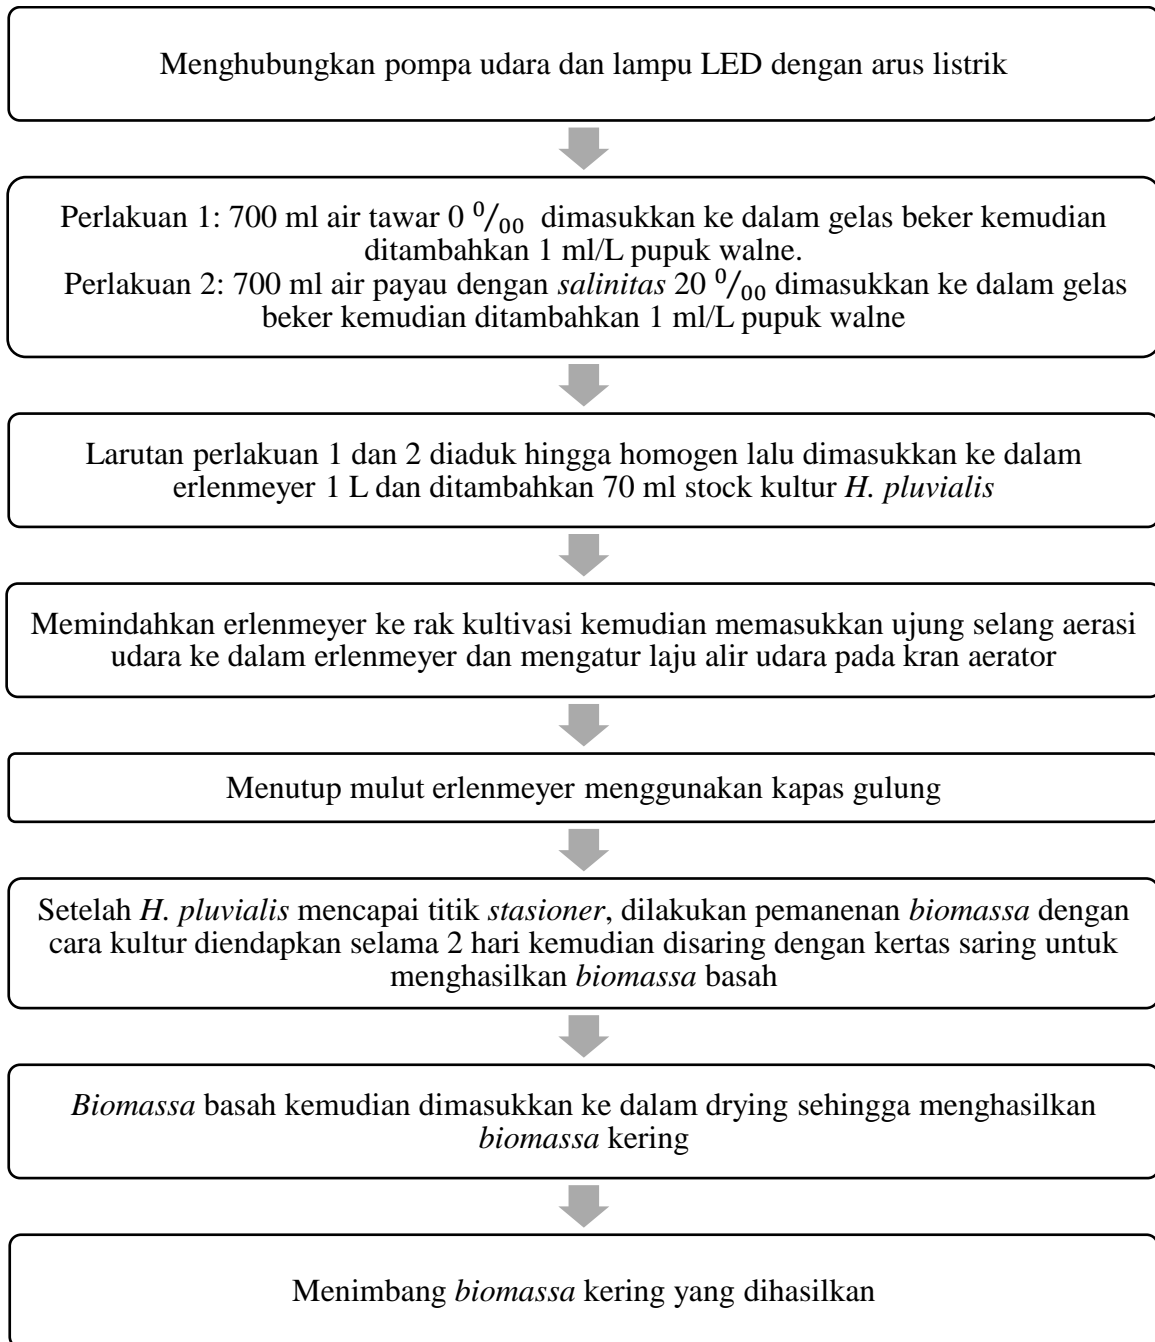 Menghubungkan pompa udara dan lampu LED dengan arus listrik
Perlakuan 1: 700 ml air tawar 0 ⁰/₀₀ dimasukkan ke dalam gelas beker kemudian
ditambahkan 1 ml/L pupuk walne.
Perlakuan 2: 700 ml air payau dengan salinitas 20 ⁰/₀₀ dimasukkan ke dalam gelas
beker kemudian ditambahkan 1 ml/L pupuk walne
Larutan perlakuan 1 dan 2 diaduk hingga homogen lalu dimasukkan ke dalam
erlenmeyer 1 L dan ditambahkan 70 ml stock kultur H. pluvialis
Memindahkan erlenmeyer ke rak kultivasi kemudian memasukkan ujung selang aerasi
udara ke dalam erlenmeyer dan mengatur laju alir udara pada kran aerator
Menutup mulut erlenmeyer menggunakan kapas gulung
Setelah H. pluvialis mencapai titik stasioner, dilakukan pemanenan biomassa dengan
cara kultur diendapkan selama 2 hari kemudian disaring dengan kertas saring untuk
menghasilkan biomassa basah
Biomassa basah kemudian dimasukkan ke dalam drying sehingga menghasilkan
biomassa kering
Menimbang biomassa kering yang dihasilkan